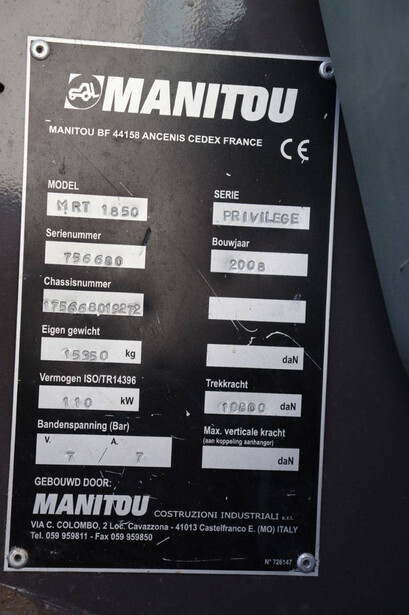 MANITOU
MANITOU BF 44158 ANCENIS CEDEX FRANCE
CE
MODEL
MRT 1850
SERIE
PRIVILEGE
Serienummer
756680
Bouwjaar
2008
Chassisnummer
Eigen gewicht
15350 kg
daN
Vermogen ISO/TR14396
110 kW
Trekkracht
10800 daN
Bandenspanning (Bar)
V. A.
7 7
Max. verticale kracht
(aan koppeling aanhanger)
daN
GEBOUWD DOOR:
MANITOU COSTRUZIONI INDUSTRIALI s.r.l.
VIA C. COLOMBO, 2 Loc. Cavazzona - 41013 Castelfranco E. (MO) ITALY
Tel. 059 959811 - Fax 059 959850
N° 726147